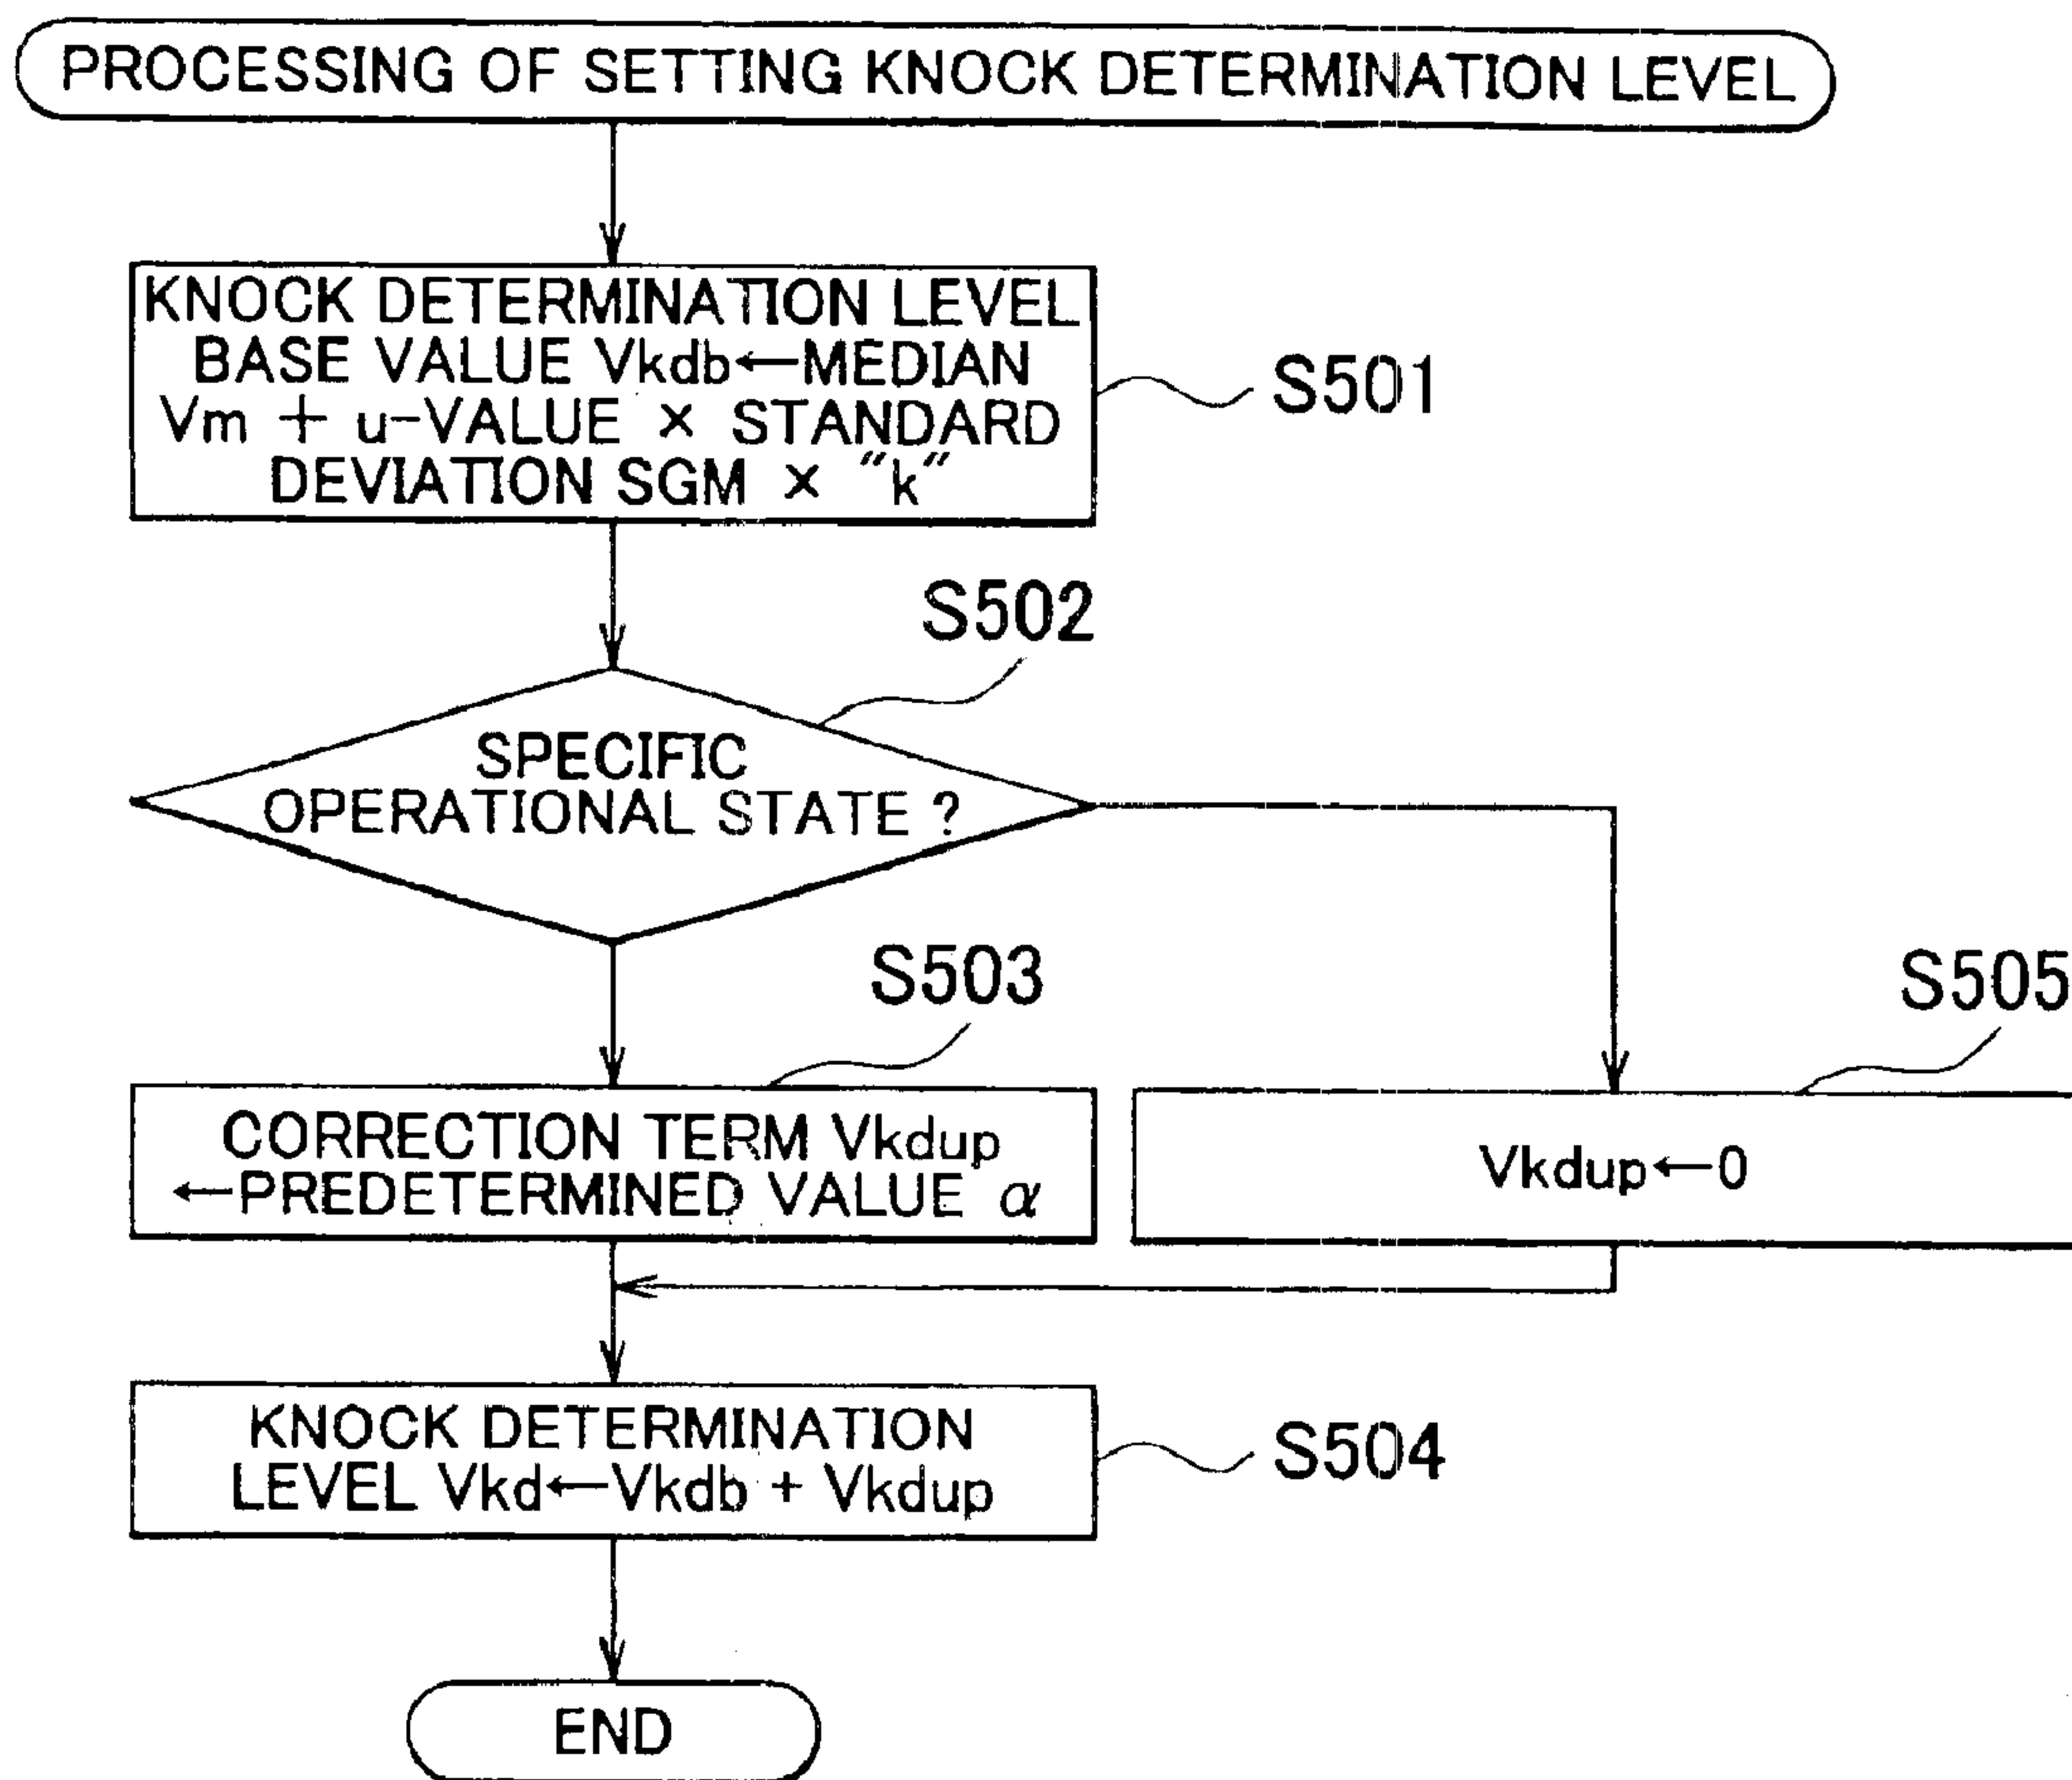 PROCESSING OF SETTING KNOCK DETERMINATION LEVEL
KNOCK DETERMINATION LEVEL
BASE VALUE Vkdb←MEDIAN
Vm + u-VALUE × STANDARD
DEVIATION SGM × "k"
S501
S502
SPECIFIC
OPERATIONAL STATE ?
S503
CORRECTION TERM Vkdup
←PREDETERMINED VALUE α
S505
Vkdup←0
KNOCK DETERMINATION
LEVEL Vkd←Vkdb + Vkdup
S504
END